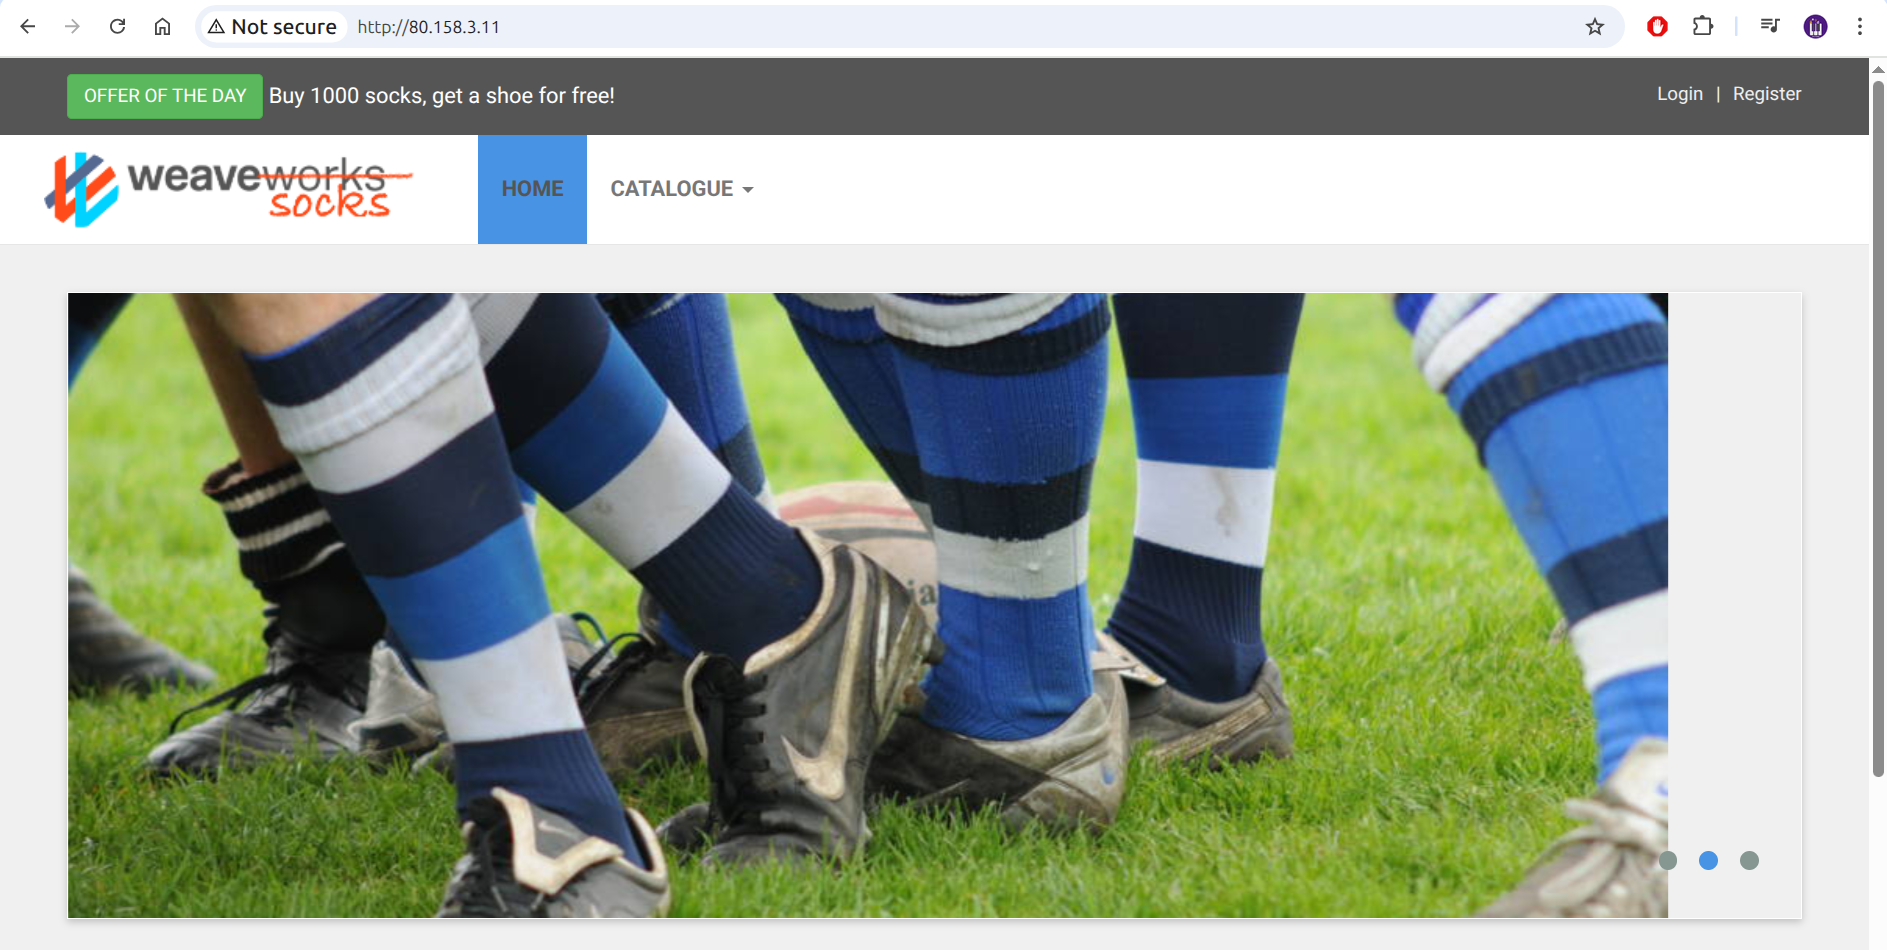 Not secure http://80.158.3.11
OFFER OF THE DAY Buy 1000 socks, get a shoe for free!
Login | Register
weaveworks
socks
HOME
CATALOGUE